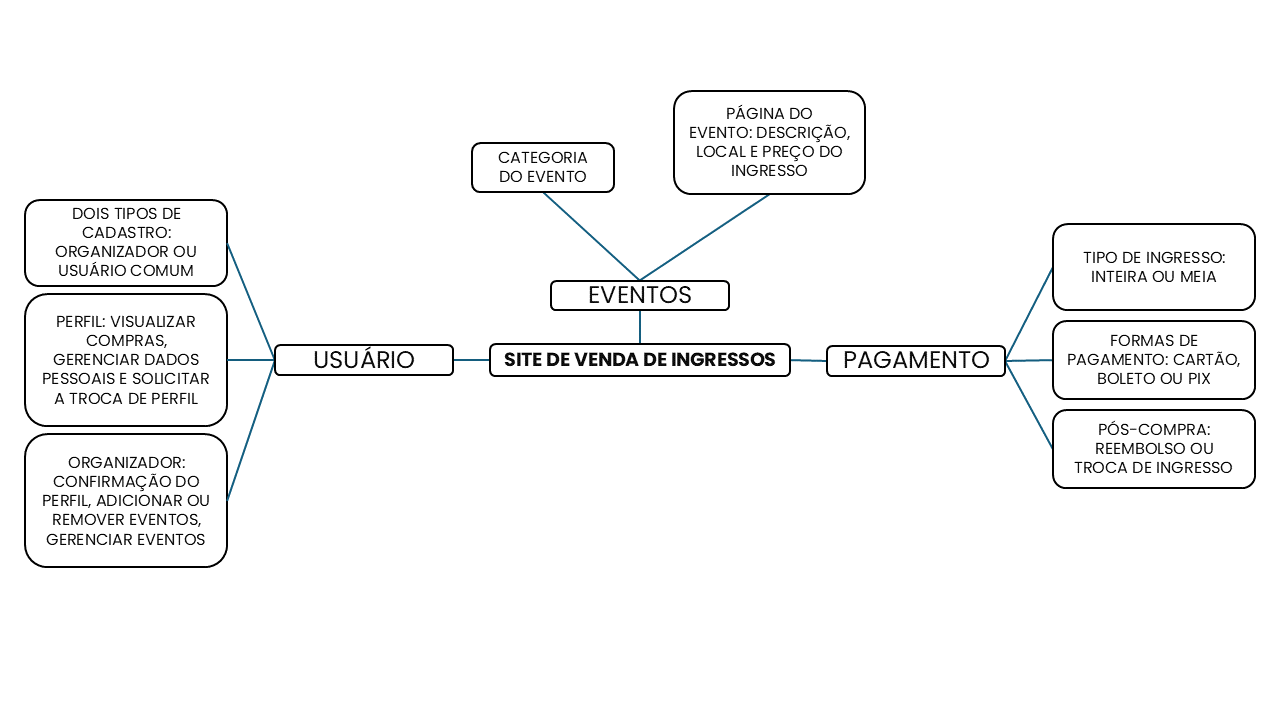 PÁGINA DO
EVENTO: DESCRIÇÃO,
LOCAL E PREÇO DO
INGRESSO
CATEGORIA
DO EVENTO
DOIS TIPOS DE
CADASTRO:
ORGANIZADOR OU
USUÁRIO COMUM
TIPO DE INGRESSO:
INTEIRA OU MEIA
EVENTOS
PERFIL: VISUALIZAR
COMPRAS,
GERENCIAR DADOS
PESSOAIS E SOLICITAR
A TROCA DE PERFIL
USUÁRIO
SITE DE VENDA DE INGRESSOS
PAGAMENTO
FORMAS DE
PAGAMENTO: CARTÃO,
BOLETO OU PIX
PÓS-COMPRA:
REEMBOLSO OU
TROCA DE INGRESSO
ORGANIZADOR:
CONFIRMAÇÃO DO
PERFIL, ADICIONAR OU
REMOVER EVENTOS,
GERENCIAR EVENTOS